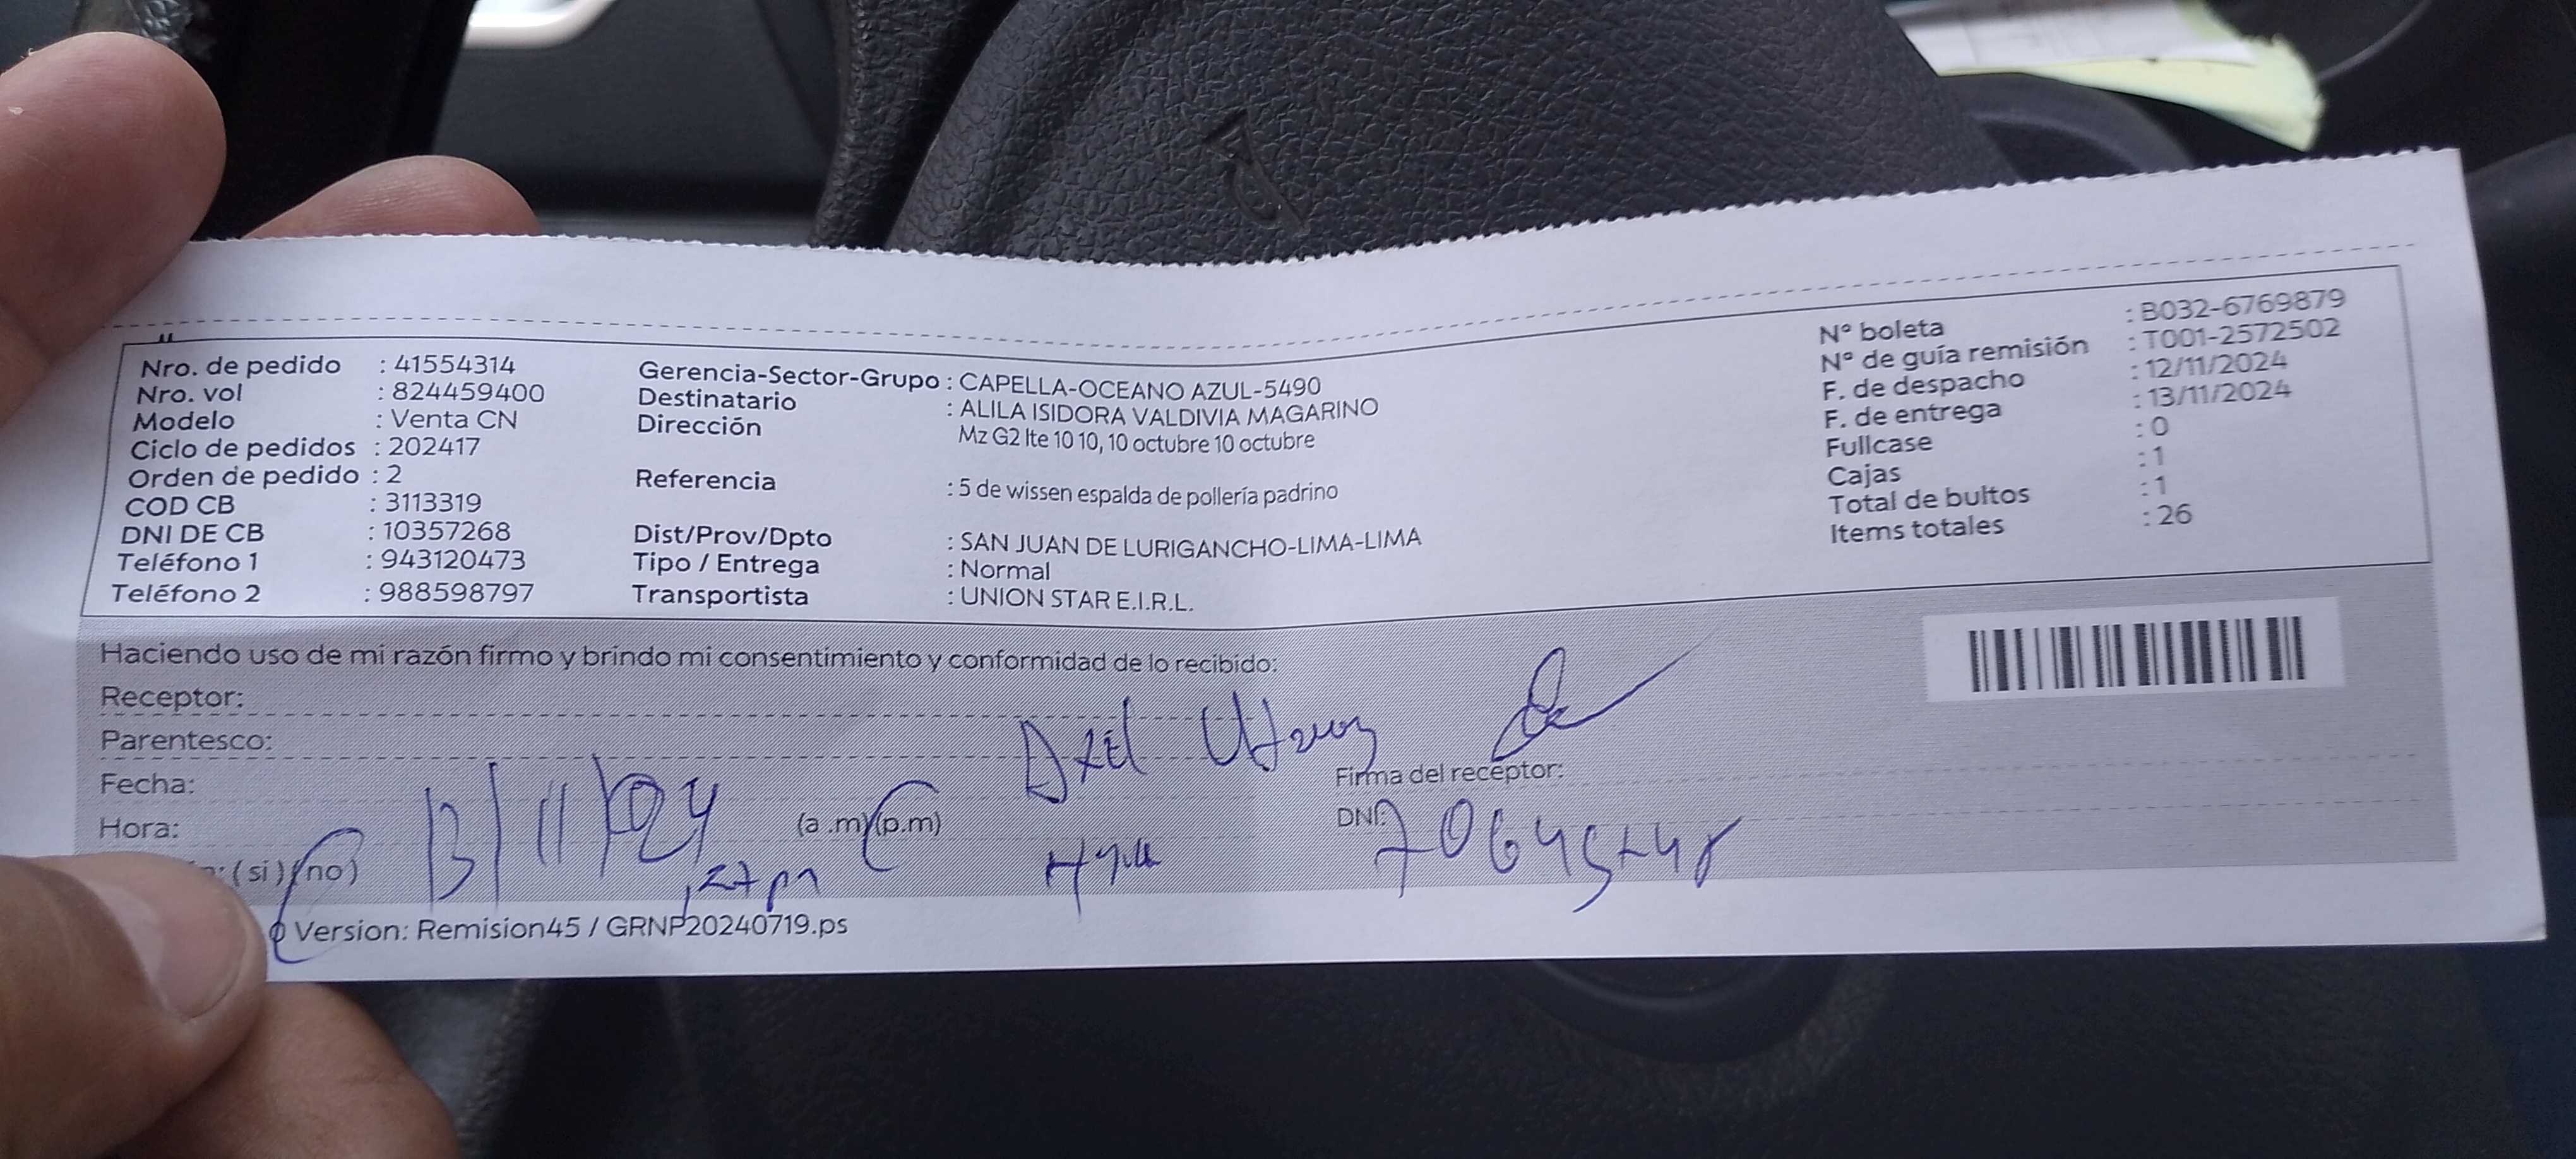 Nro. de pedido : 41554314
Nro. vol : 824459400
Modelo : Venta CN
Ciclo de pedidos : 202417
Orden de pedido : 2
COD CB : 3113319
DNI DE CB : 10357268
Teléfono 1 : 943120473
Teléfono 2 : 988598797
Gerencia-Sector-Grupo : CAPELLA-OCEANO AZUL-5490
Destinatario : ALILA ISIDORA VALDIVIA MAGARINO
Dirección Mz G2 lte 10 10, 10 octubre 10 octubre
Referencia : 5 de wissen espalda de pollería padrino
Dist/Prov/Dpto : SAN JUAN DE LURIGANCHO-LIMA-LIMA
Tipo / Entrega : Normal
Transportista : UNION STAR E.I.R.L.
N° boleta : B032-6769879
N° de guía remisión : T001-2572502
F. de despacho : 12/11/2024
F. de entrega : 13/11/2024
Fullcase : 0
Cajas : 1
Total de bultos : 1
Items totales : 26
Haciendo uso de mi razón firmo y brindo mi consentimiento y conformidad de lo recibido:
Receptor:
Parentesco:
Fecha: 13/11/24
Hora: (a .m) (p.m)
(si) (no)
Firma del receptor:
DNI:
Version: Remision45 / GRNP20240719.ps